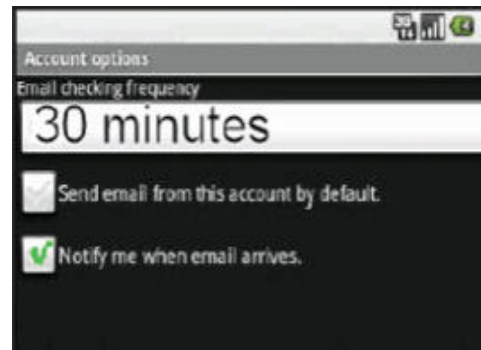 Account options
Email checking frequency
30 minutes
Send email from this account by default.
Notify me when email arrives.